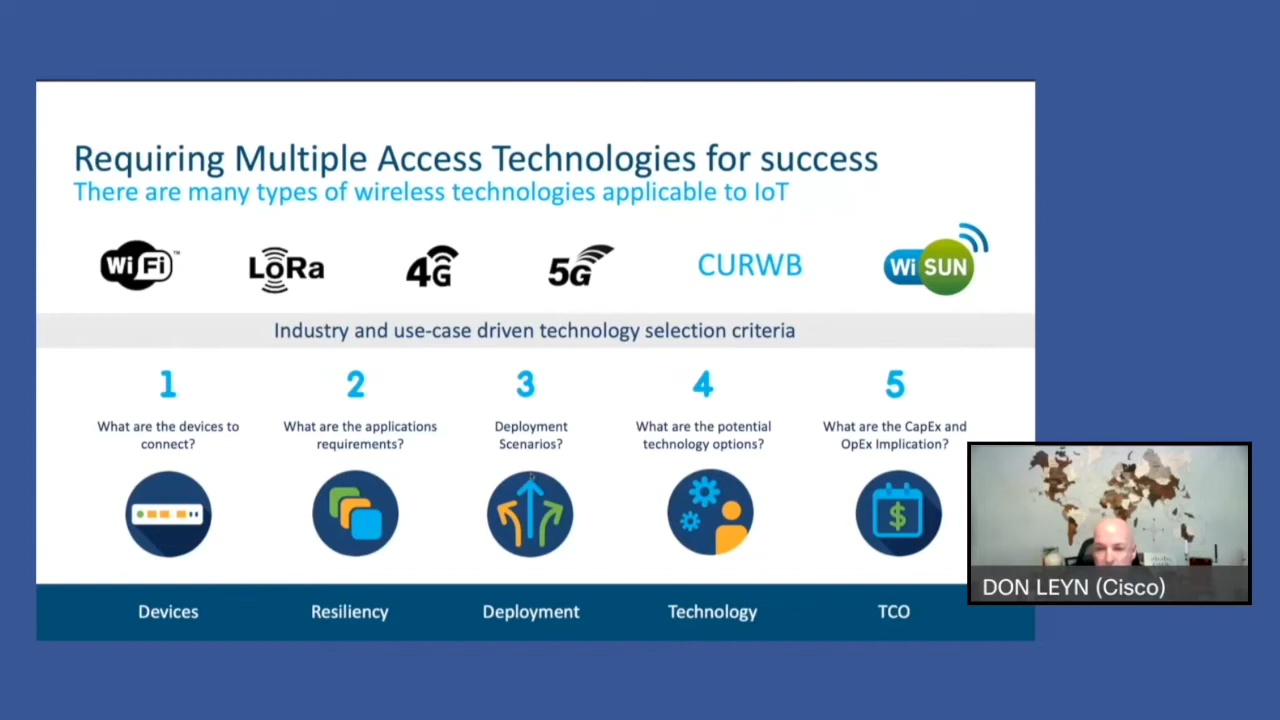 Requiring Multiple Access Technologies for success
There are many types of wireless technologies applicable to IoT
Wi Fi™
LoRa
4G
5G
CURWB
Wi SUN
Industry and use-case driven technology selection criteria
1
What are the devices to
connect?
2
What are the applications
requirements?
3
Deployment
Scenarios?
4
What are the potential
technology options?
5
What are the CapEx and
OpEx Implication?
$
Devices
Resiliency
Deployment
Technology
TCO
DON LEYN (Cisco)